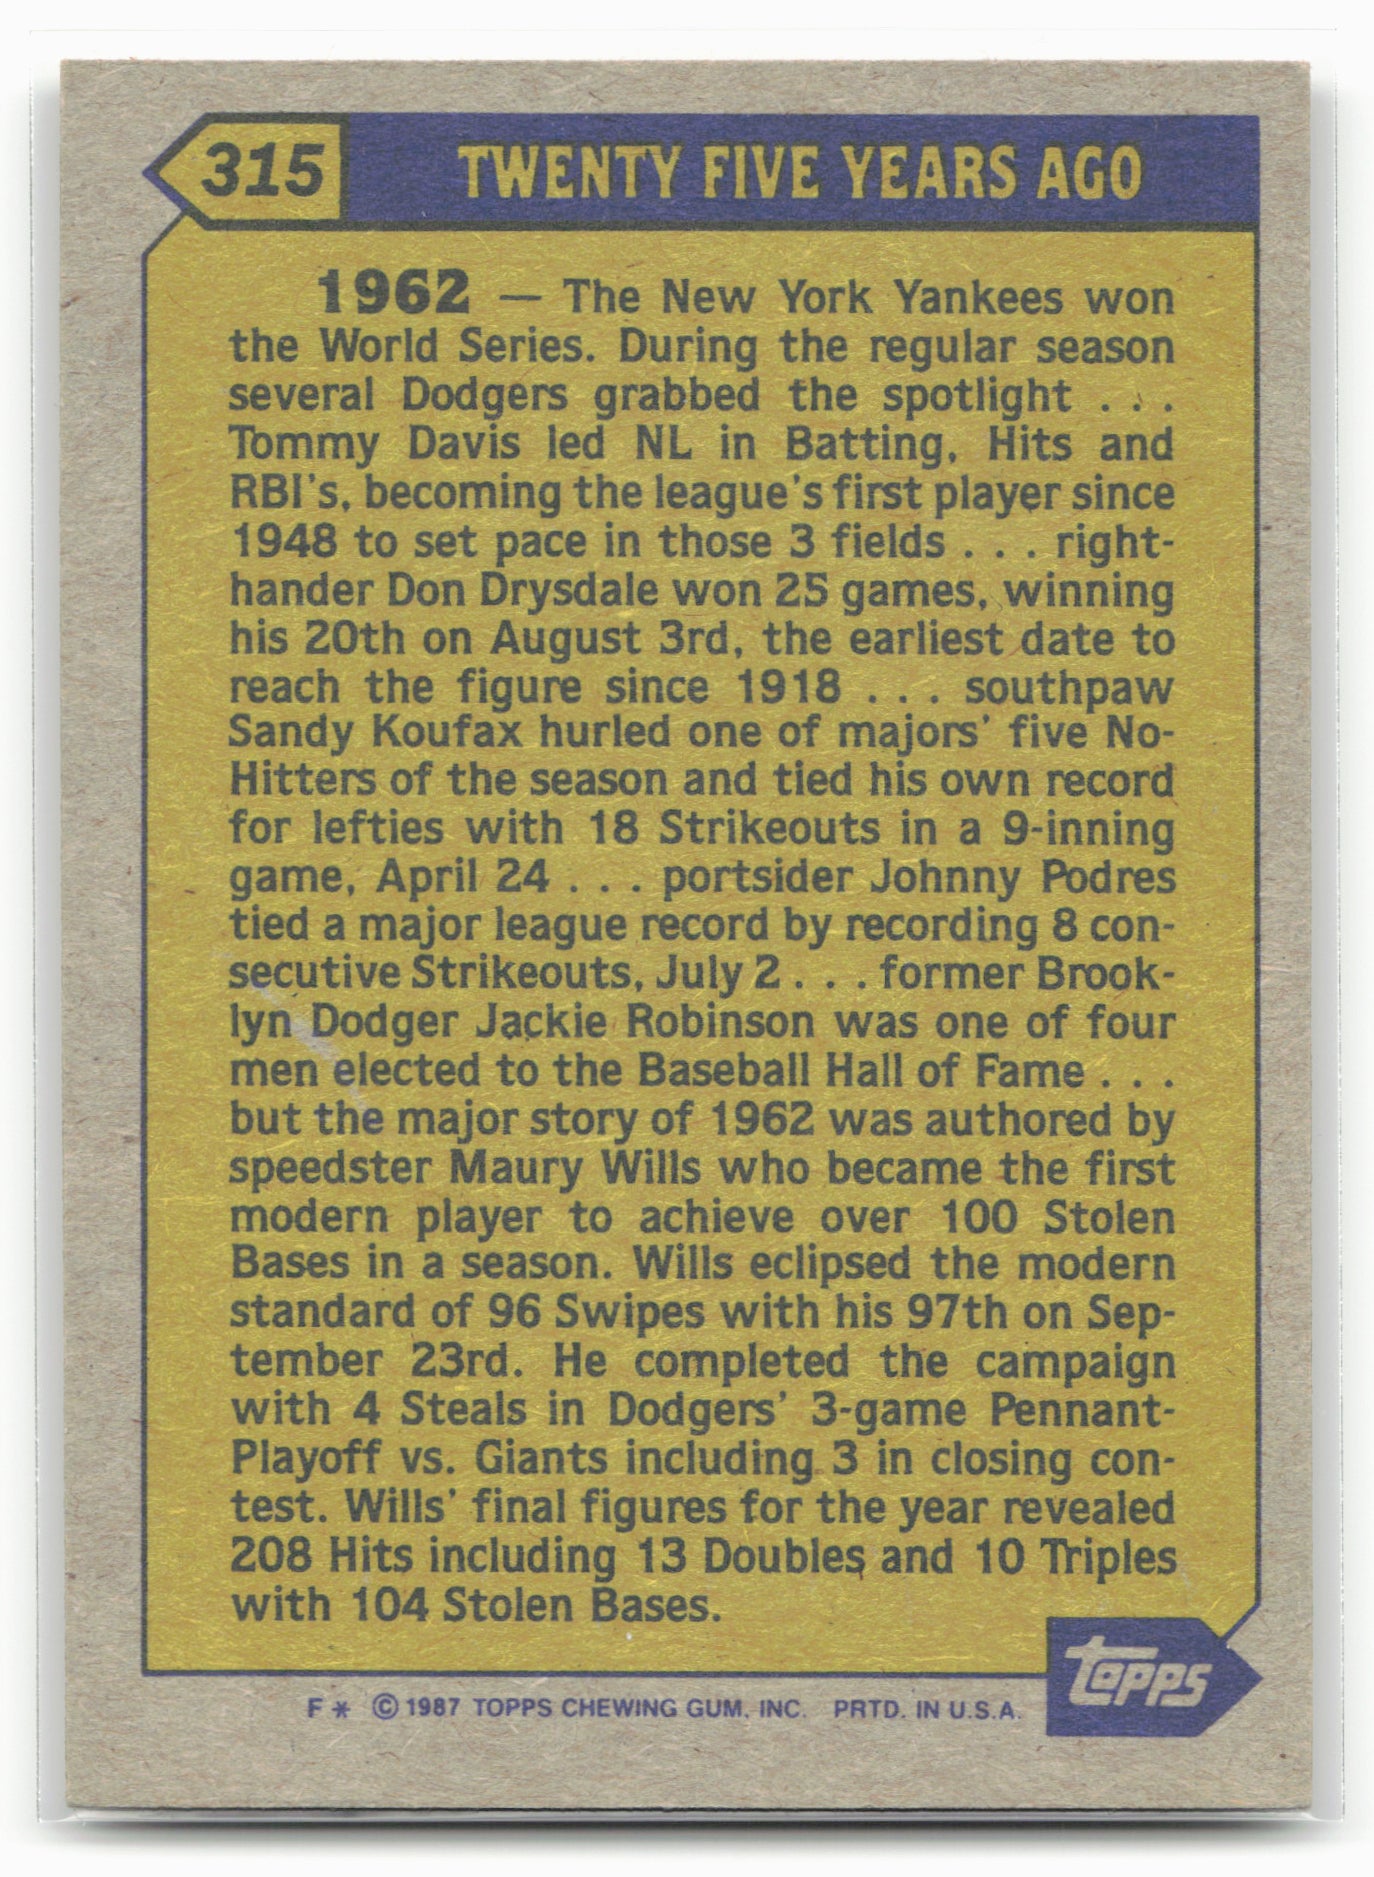 315
TWENTY FIVE YEARS AGO
1962 — The New York Yankees won
the World Series. During the regular season
several Dodgers grabbed the spotlight . . .
Tommy Davis led NL in Batting, Hits and
RBI's, becoming the league's first player since
1948 to set pace in those 3 fields . . . right-
hander Don Drysdale won 25 games, winning
his 20th on August 3rd, the earliest date to
reach the figure since 1918 . . . southpaw
Sandy Koufax hurled one of majors' five No-
Hitters of the season and tied his own record
for lefties with 18 Strikeouts in a 9-inning
game, April 24 . . . portsider Johnny Podres
tied a major league record by recording 8 con-
secutive Strikeouts, July 2 . . . former Brook-
lyn Dodger Jackie Robinson was one of four
men elected to the Baseball Hall of Fame . . .
but the major story of 1962 was authored by
speedster Maury Wills who became the first
modern player to achieve over 100 Stolen
Bases in a season. Wills eclipsed the modern
standard of 96 Swipes with his 97th on Sep-
tember 23rd. He completed the campaign
with 4 Steals in Dodgers' 3-game Pennant-
Playoff vs. Giants including 3 in closing con-
test. Wills' final figures for the year revealed
208 Hits including 13 Doubles and 10 Triples
with 104 Stolen Bases.
topps
F * © 1987 TOPPS CHEWING GUM, INC. PRTD. IN U.S.A.